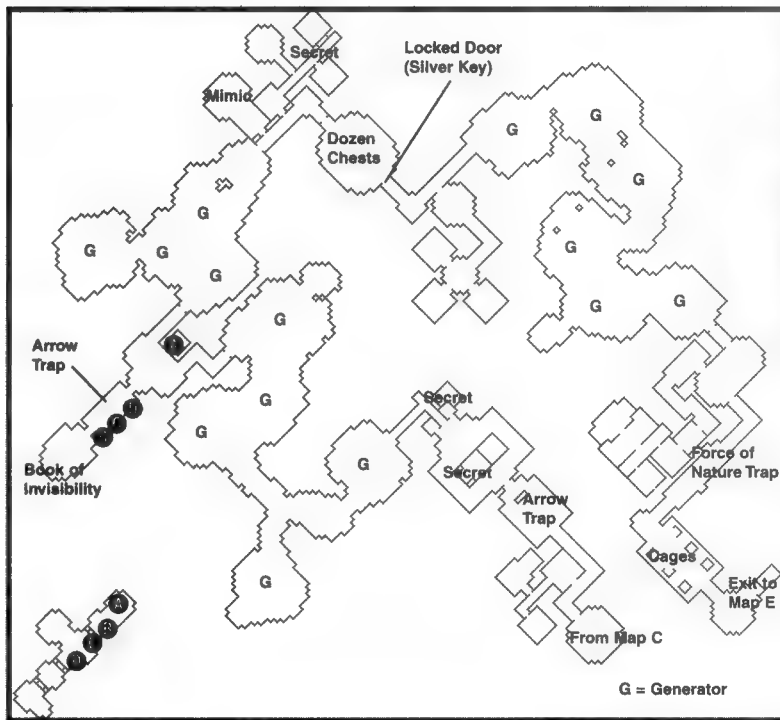 Secret
Locked Door
(Silver Key)
Mimic
Dozen
Chests
G
G
G
G
G
G
G
G
G
G
G
G
Arrow
Trap
G
G
Secret
Book of
Invisibility
G
Secret
Arrow
Trap
Force of
Nature Trap
G
Cages
Exit to
Map E
A
B
From Map C
G = Generator